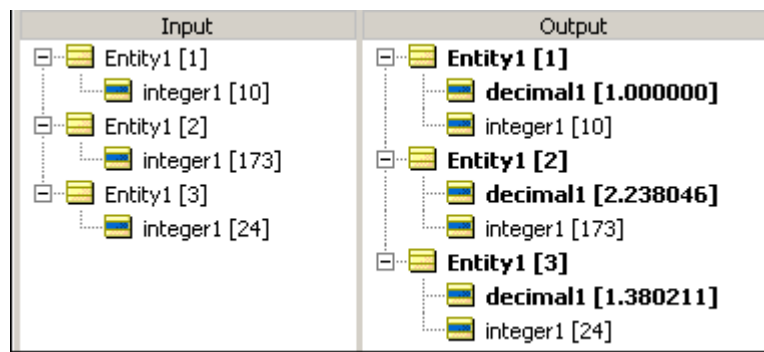 Input
Entity1 [1]
integer1 [10]
Entity1 [2]
integer1 [173]
Entity1 [3]
integer1 [24]
Output
Entity1 [1]
decimal1 [1.000000]
integer1 [10]
Entity1 [2]
decimal1 [2.238046]
integer1 [173]
Entity1 [3]
decimal1 [1.380211]
integer1 [24]